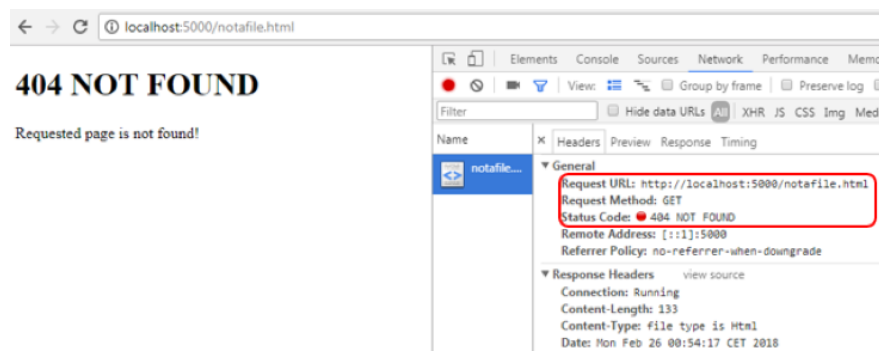 localhost:5000/notafile.html
404 NOT FOUND
Requested page is not found!
Elements Console Sources Network Performance Memo
View: Group by frame Preserve log
Filter Hide data URLs All XHR JS CSS Img Med
Name
× Headers Preview Response Timing
notafile....
General
Request URL: http://localhost:5000/notafile.html
Request Method: GET
Status Code: 404 NOT FOUND
Remote Address: [::1]:5000
Referrer Policy: no-referrer-when-downgrade
Response Headers view source
Connection: Running
Content-Length: 133
Content-Type: file type is Html
Date: Mon Feb 26 00:54:17 CET 2018